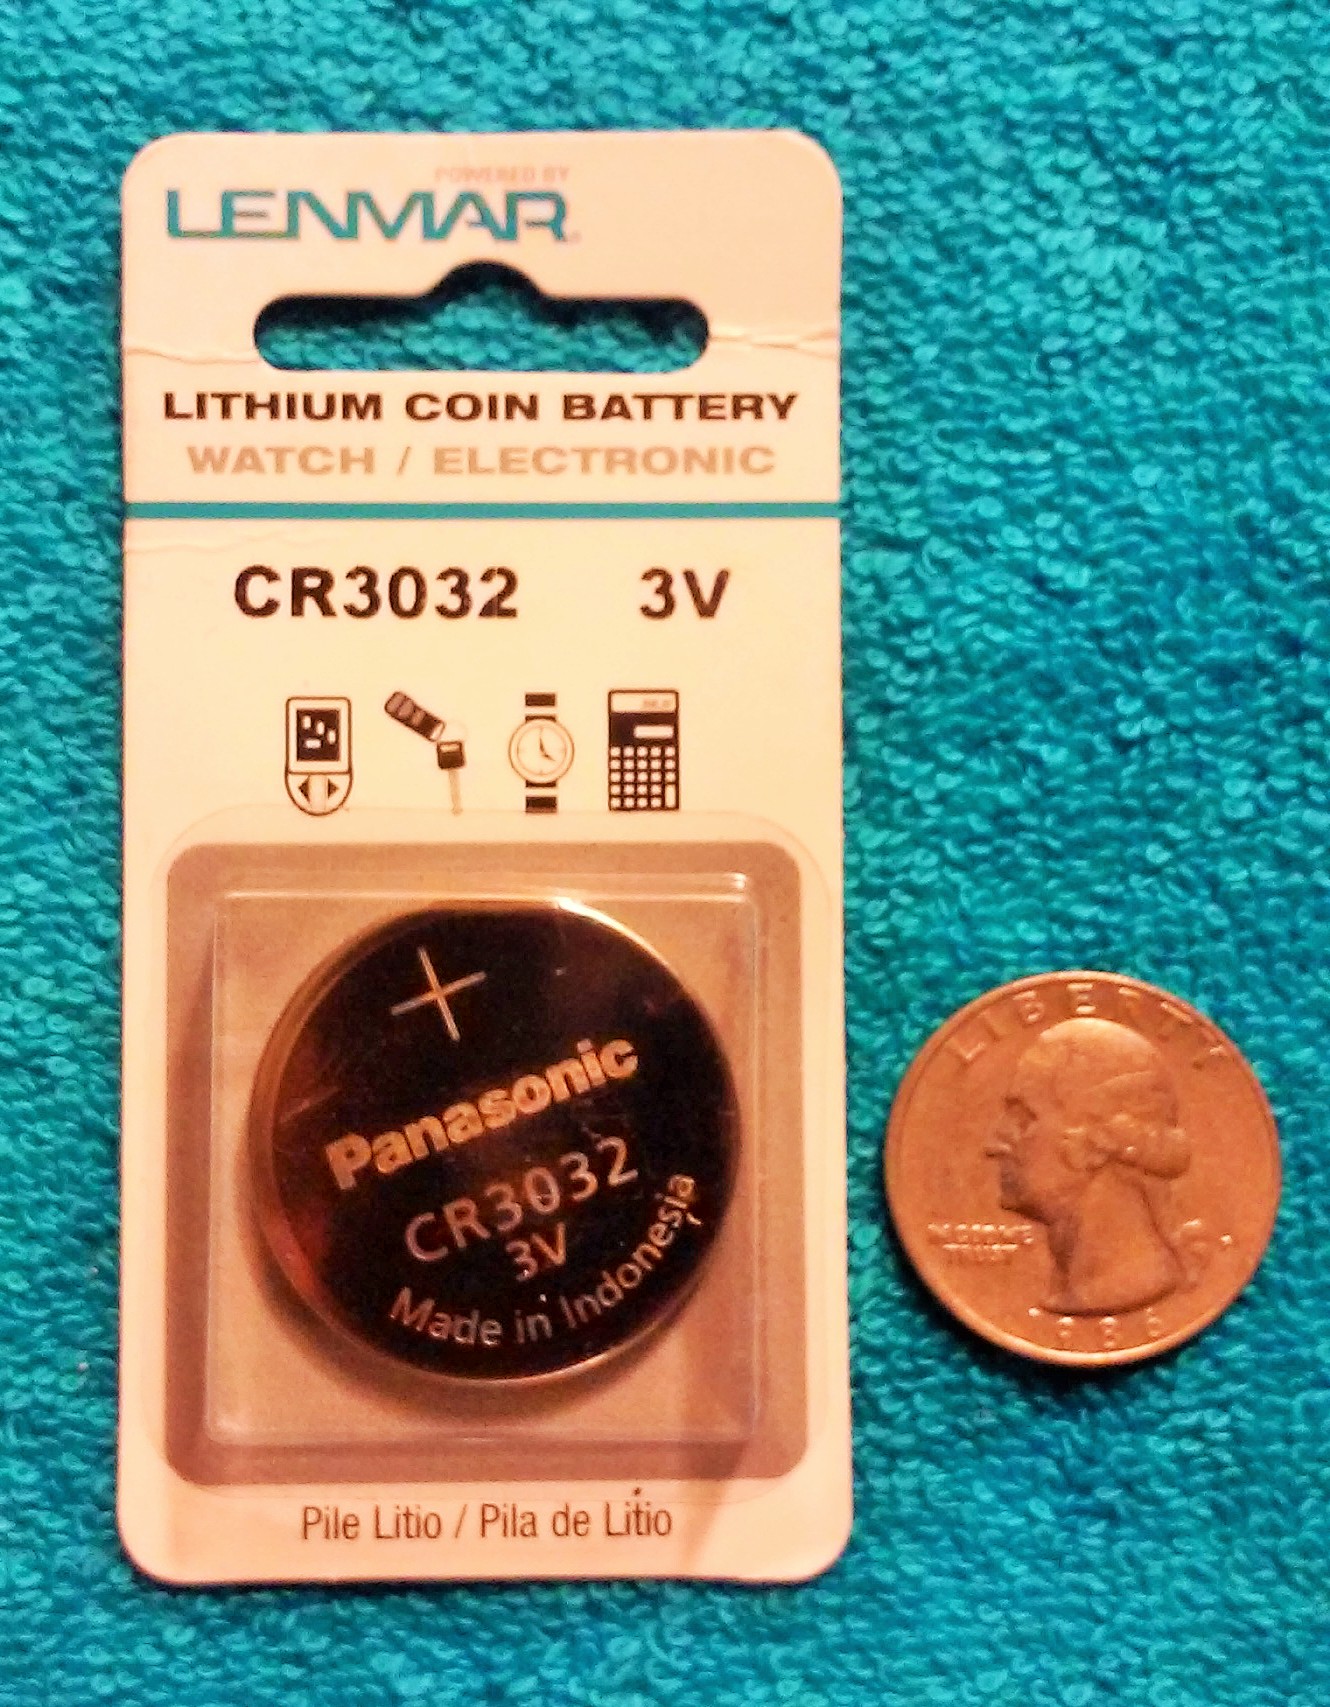 POWERED BY
LENMAR
LITHIUM COIN BATTERY
WATCH / ELECTRONIC
CR3032 3V
+
Panasonic
CR3032
3V
Made in Indonesia
Pile Litio / Pila de Litio
LIBERTY
IN GOD WE
TRUST